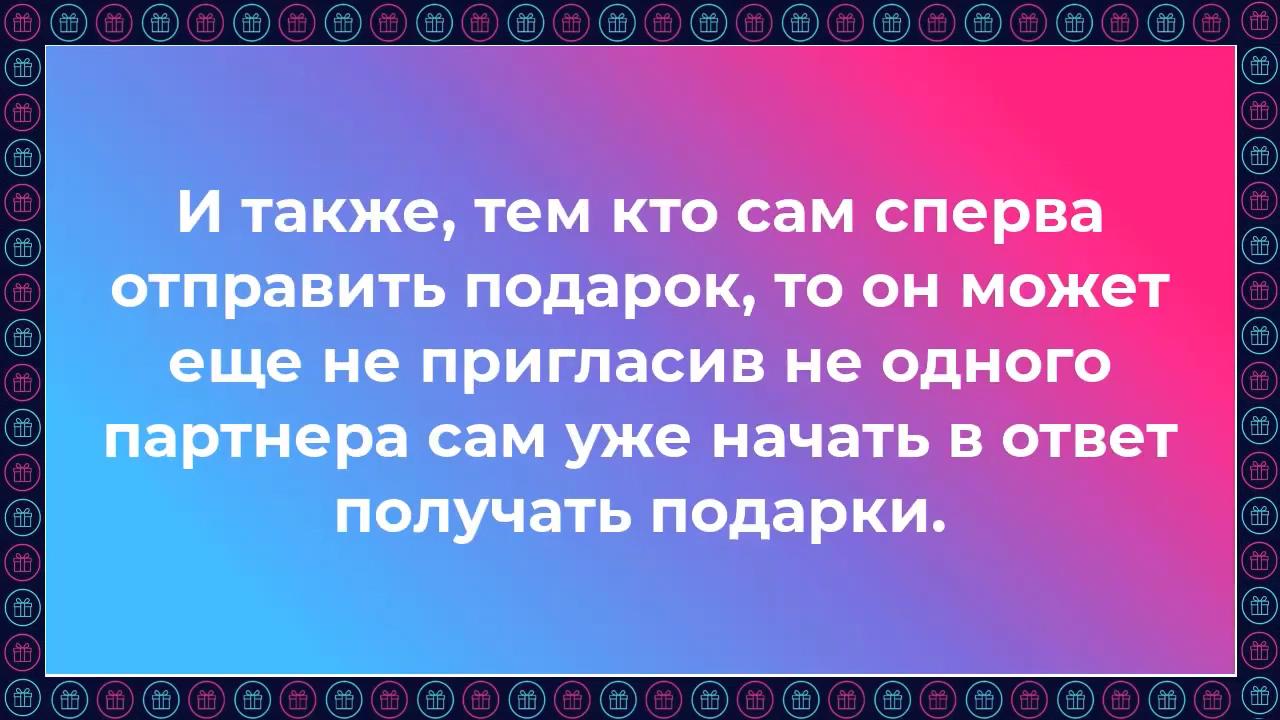 И также, тем кто сам сперва
отправить подарок, то он может
еще не пригласив не одного
партнера сам уже начать в ответ
получать подарки.